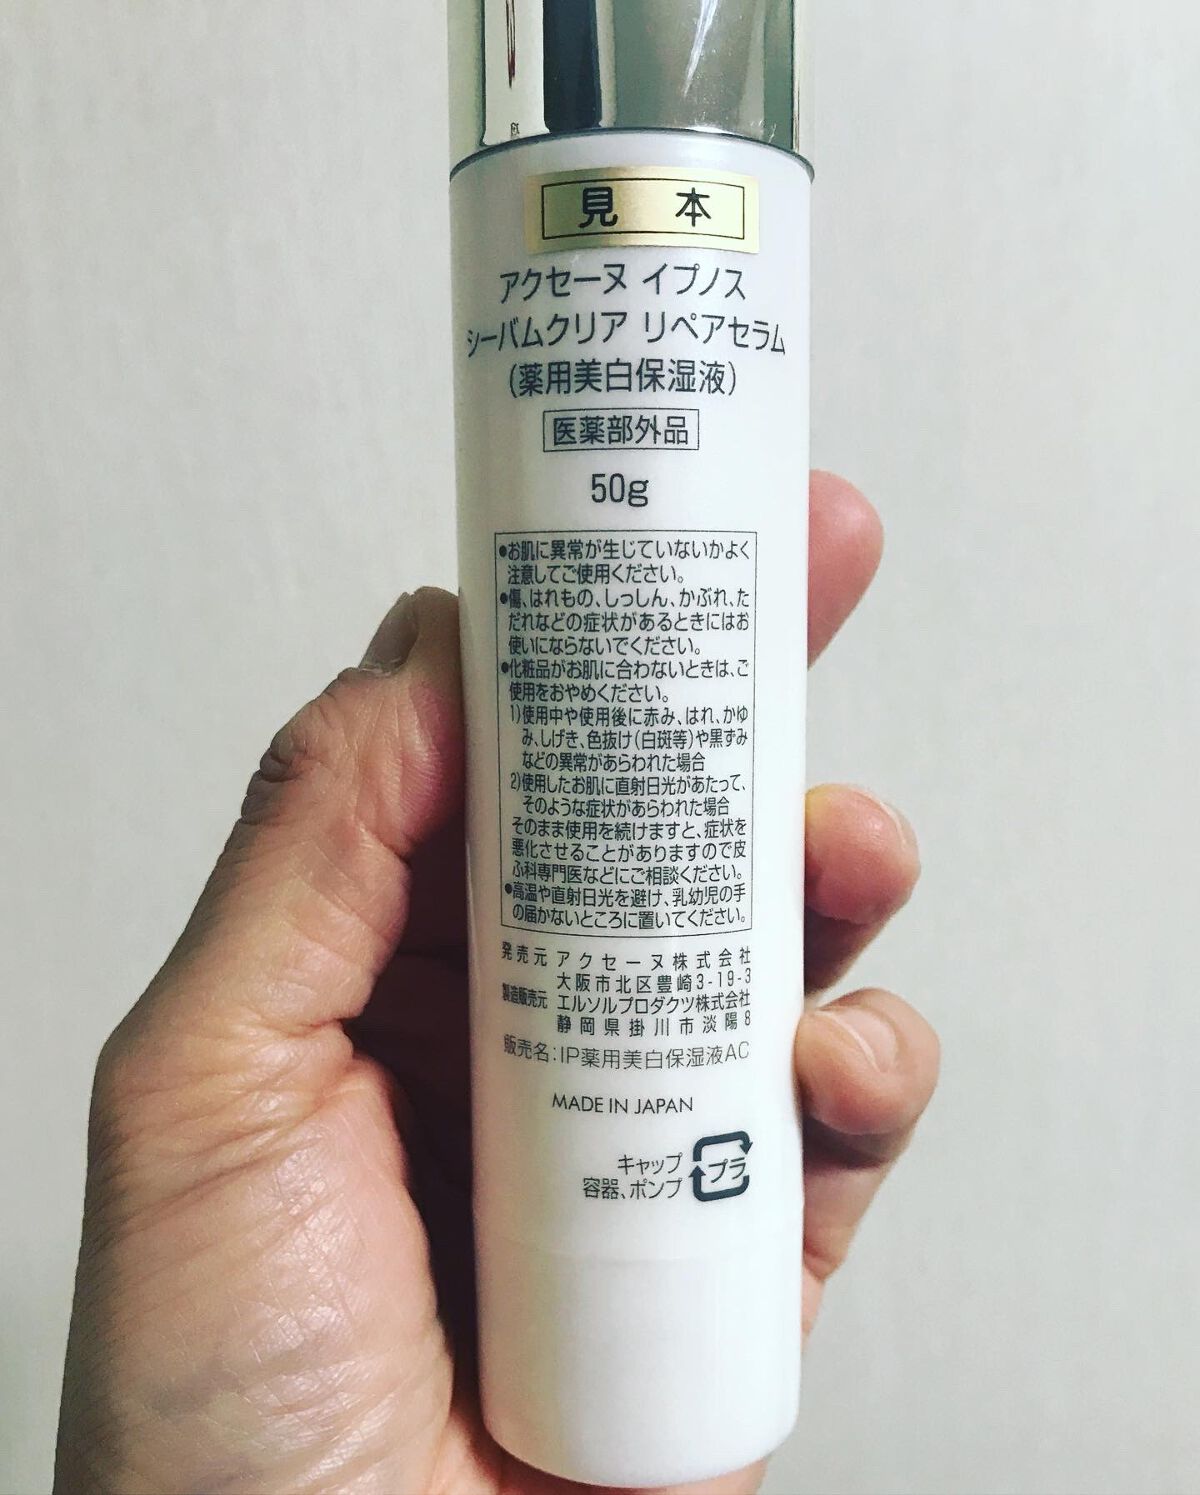 見本
アクセーヌ イプノス
シーバムクリア リペアセラム
(薬用美白保湿液)
医薬部外品
50g
●お肌に異常が生じていないかよく
注意してご使用ください。
●傷、はれもの、しっしん、かぶれ、た
だれなどの症状があるときにはお
使いにならないでください。
●化粧品がお肌に合わないときは、ご
使用をおやめください。
1)使用中や使用後に赤み、はれ、かゆ
み、しげき、色抜け(白斑等)や黒ずみ
などの異常があらわれた場合
2)使用したお肌に直射日光があたって、
そのような症状があらわれた場合
そのまま使用を続けますと、症状を
悪化させることがありますので皮
ふ科専門医などにご相談ください。
●高温や直射日光を避け、乳幼児の手
の届かないところに置いてください。
発売元 アクセーヌ株式会社
大阪市北区豊崎3-19-3
製造販売元 エルソルプロダクツ株式会社
静岡県掛川市淡陽8
販売名:IP薬用美白保湿液AC
MADE IN JAPAN
キャップ
容器、ポンプ
プラ